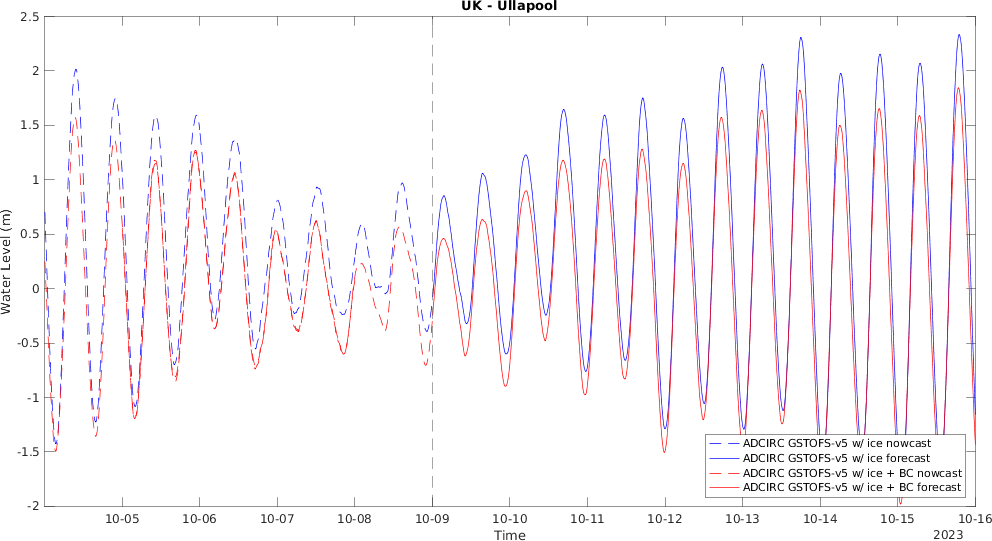 UK - Ullapool
Water Level (m)
2.5
2
1.5
1
0.5
0
-0.5
-1
-1.5
-2
ADCIRC GSTOFS-v5 w/ ice nowcast
ADCIRC GSTOFS-v5 w/ ice forecast
ADCIRC GSTOFS-v5 w/ ice + BC nowcast
ADCIRC GSTOFS-v5 w/ ice + BC forecast
10-05 10-06 10-07 10-08 10-09 10-10 10-11 10-12 10-13 10-14 10-15 10-16
Time
2023